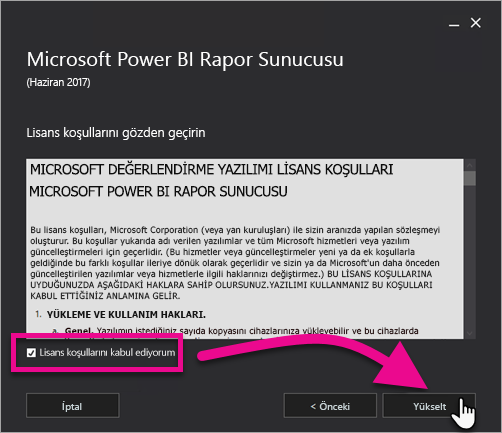 Microsoft Power BI Rapor Sunucusu
(Haziran 2017)
Lisans koşullarını gözden geçirin
MICROSOFT DEĞERLENDİRME YAZILIMI LİSANS KOŞULLARI
MICROSOFT POWER BI RAPOR SUNUCUSU
Bu lisans koşulları, Microsoft Corporation (veya yan kuruluşları) ile sizin aranızda yapılan sözleşmeyi
oluşturur. Bu koşullar yukarıda adı verilen yazılımlar ve tüm Microsoft hizmetleri veya yazılım
güncelleştirmeleri için geçerlidir. (Bu hizmetler veya güncelleştirmeler yeni ya da ek koşullarla
geldiğinde bu farklı koşullar ileriye dönük olarak geçerlidir ve sizin ya da Microsoft'un daha önceden
güncelleştirilen yazılımlar veya hizmetlerle ilgili haklarınızı değiştirmez.) BU LİSANS KOŞULLARINA
UYDUĞUNUZDA AŞAĞIDAKİ HAKLARA SAHİP OLURSUNUZ.YAZILIMI KULLANMANIZ BU KOŞULLARI
KABUL ETTİĞİNİZ ANLAMINA GELİR.
1. YÜKLEME VE KULLANIM HAKLARI.
a. Genel. Yazılımın istediğiniz sayıda kopyasını cihazlarınıza yükleyebilir ve bu cihazlarda
Lisans koşullarını kabul ediyorum
İptal
< Önceki
Yükselt